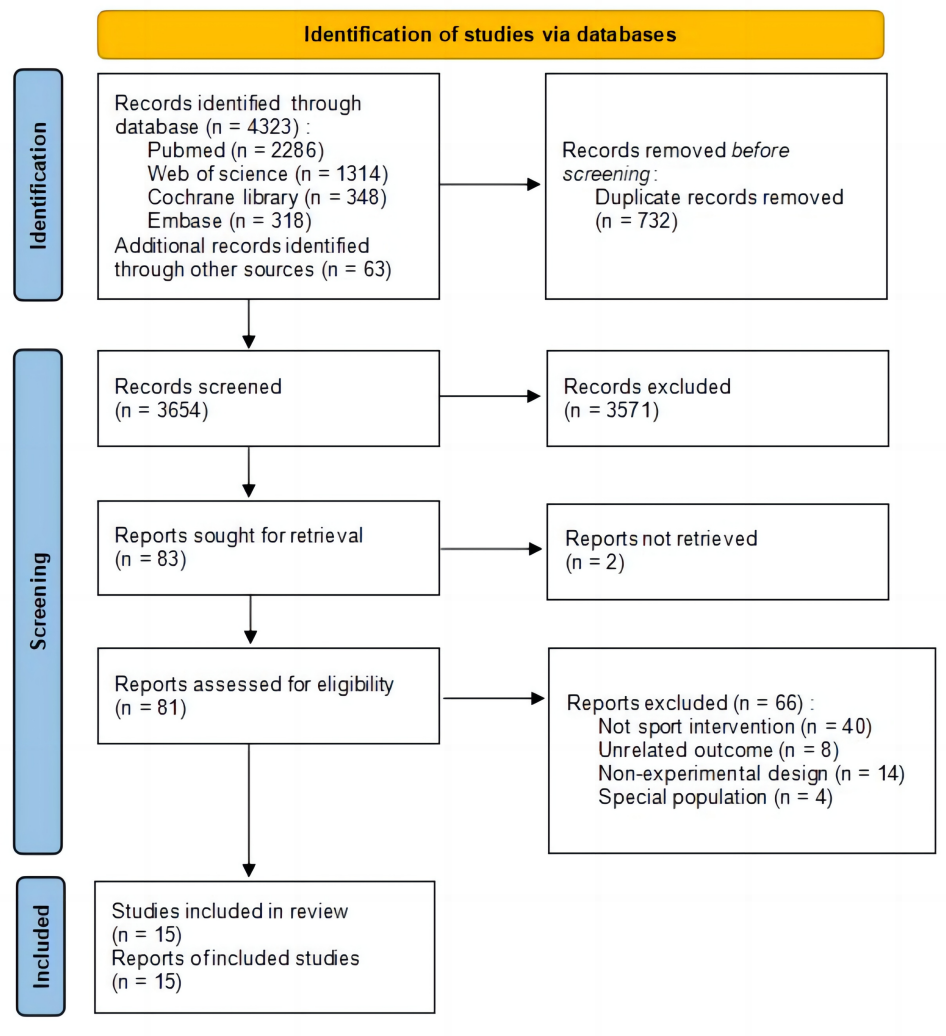 Identification of studies via databases
Identification
Records identified through
database (n = 4323) :
Pubmed (n = 2286)
Web of science (n = 1314)
Cochrane library (n = 348)
Embase (n = 318)
Additional records identified
through other sources (n = 63)
Records removed before
screening:
Duplicate records removed
(n = 732)
Screening
Records screened
(n = 3654)
Records excluded
(n = 3571)
Reports sought for retrieval
(n = 83)
Reports not retrieved
(n = 2)
Reports assessed for eligibility
(n = 81)
Reports excluded (n = 66) :
Not sport intervention (n = 40)
Unrelated outcome (n = 8)
Non-experimental design (n = 14)
Special population (n = 4)
Included
Studies included in review
(n = 15)
Reports of included studies
(n = 15)